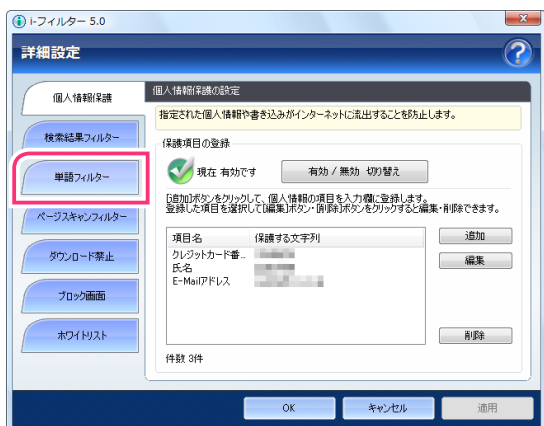 i-フィルター 5.0
詳細設定
個人情報保護
検索結果フィルター
単語フィルター
ページスキャンフィルター
ダウンロード禁止
ブロック画面
ホワイトリスト
個人情報保護の設定
指定された個人情報や書き込みがインターネットに流出することを防止します。
保護項目の登録
現在 有効です
有効 / 無効 切り替え
[追加]ボタンをクリックして、個人情報の項目を入力欄に登録します。
登録した項目を選択して[編集]ボタン・[削除]ボタンをクリックすると編集・削除できます。
項目名 保護する文字列
クレジットカード番...
氏名
E-Mailアドレス
追加
編集
削除
件数 3件
OK キャンセル 適用